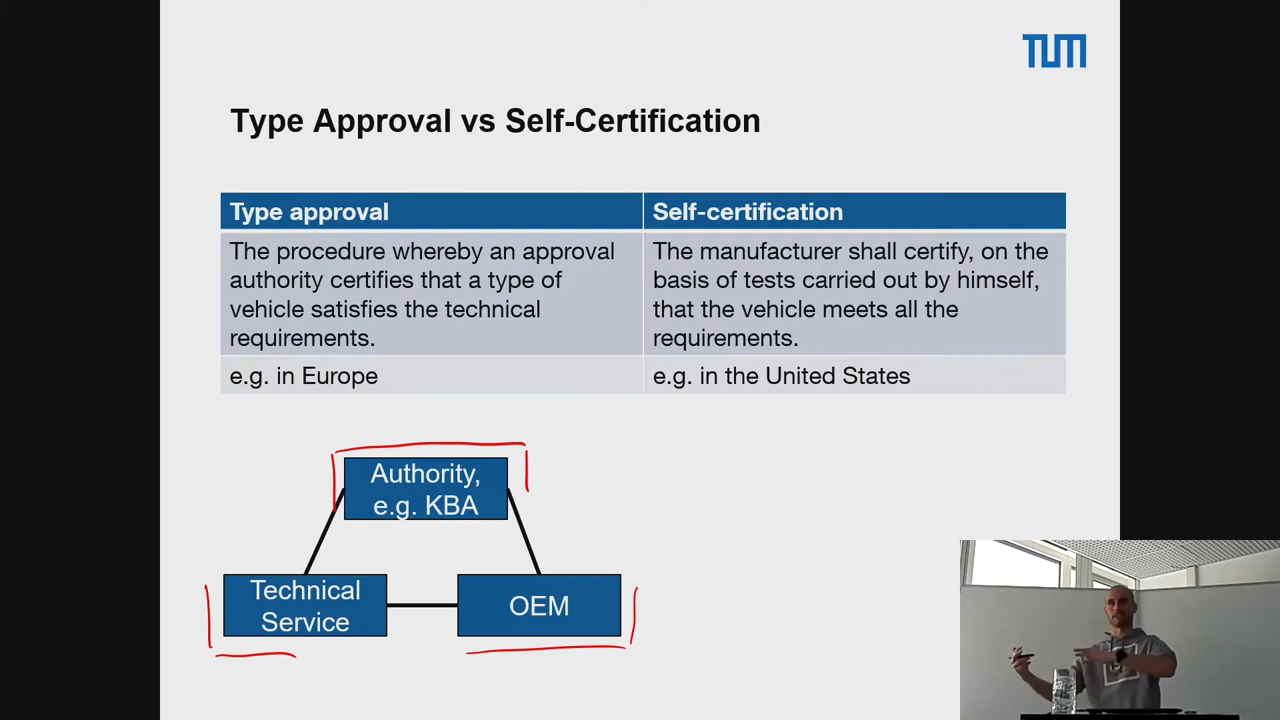 TUM
Type Approval vs Self-Certification
Type approval
Self-certification
The procedure whereby an approval
authority certifies that a type of
vehicle satisfies the technical
requirements.
The manufacturer shall certify, on the
basis of tests carried out by himself,
that the vehicle meets all the
requirements.
e.g. in Europe
e.g. in the United States
Authority,
e.g. KBA
Technical
Service
OEM